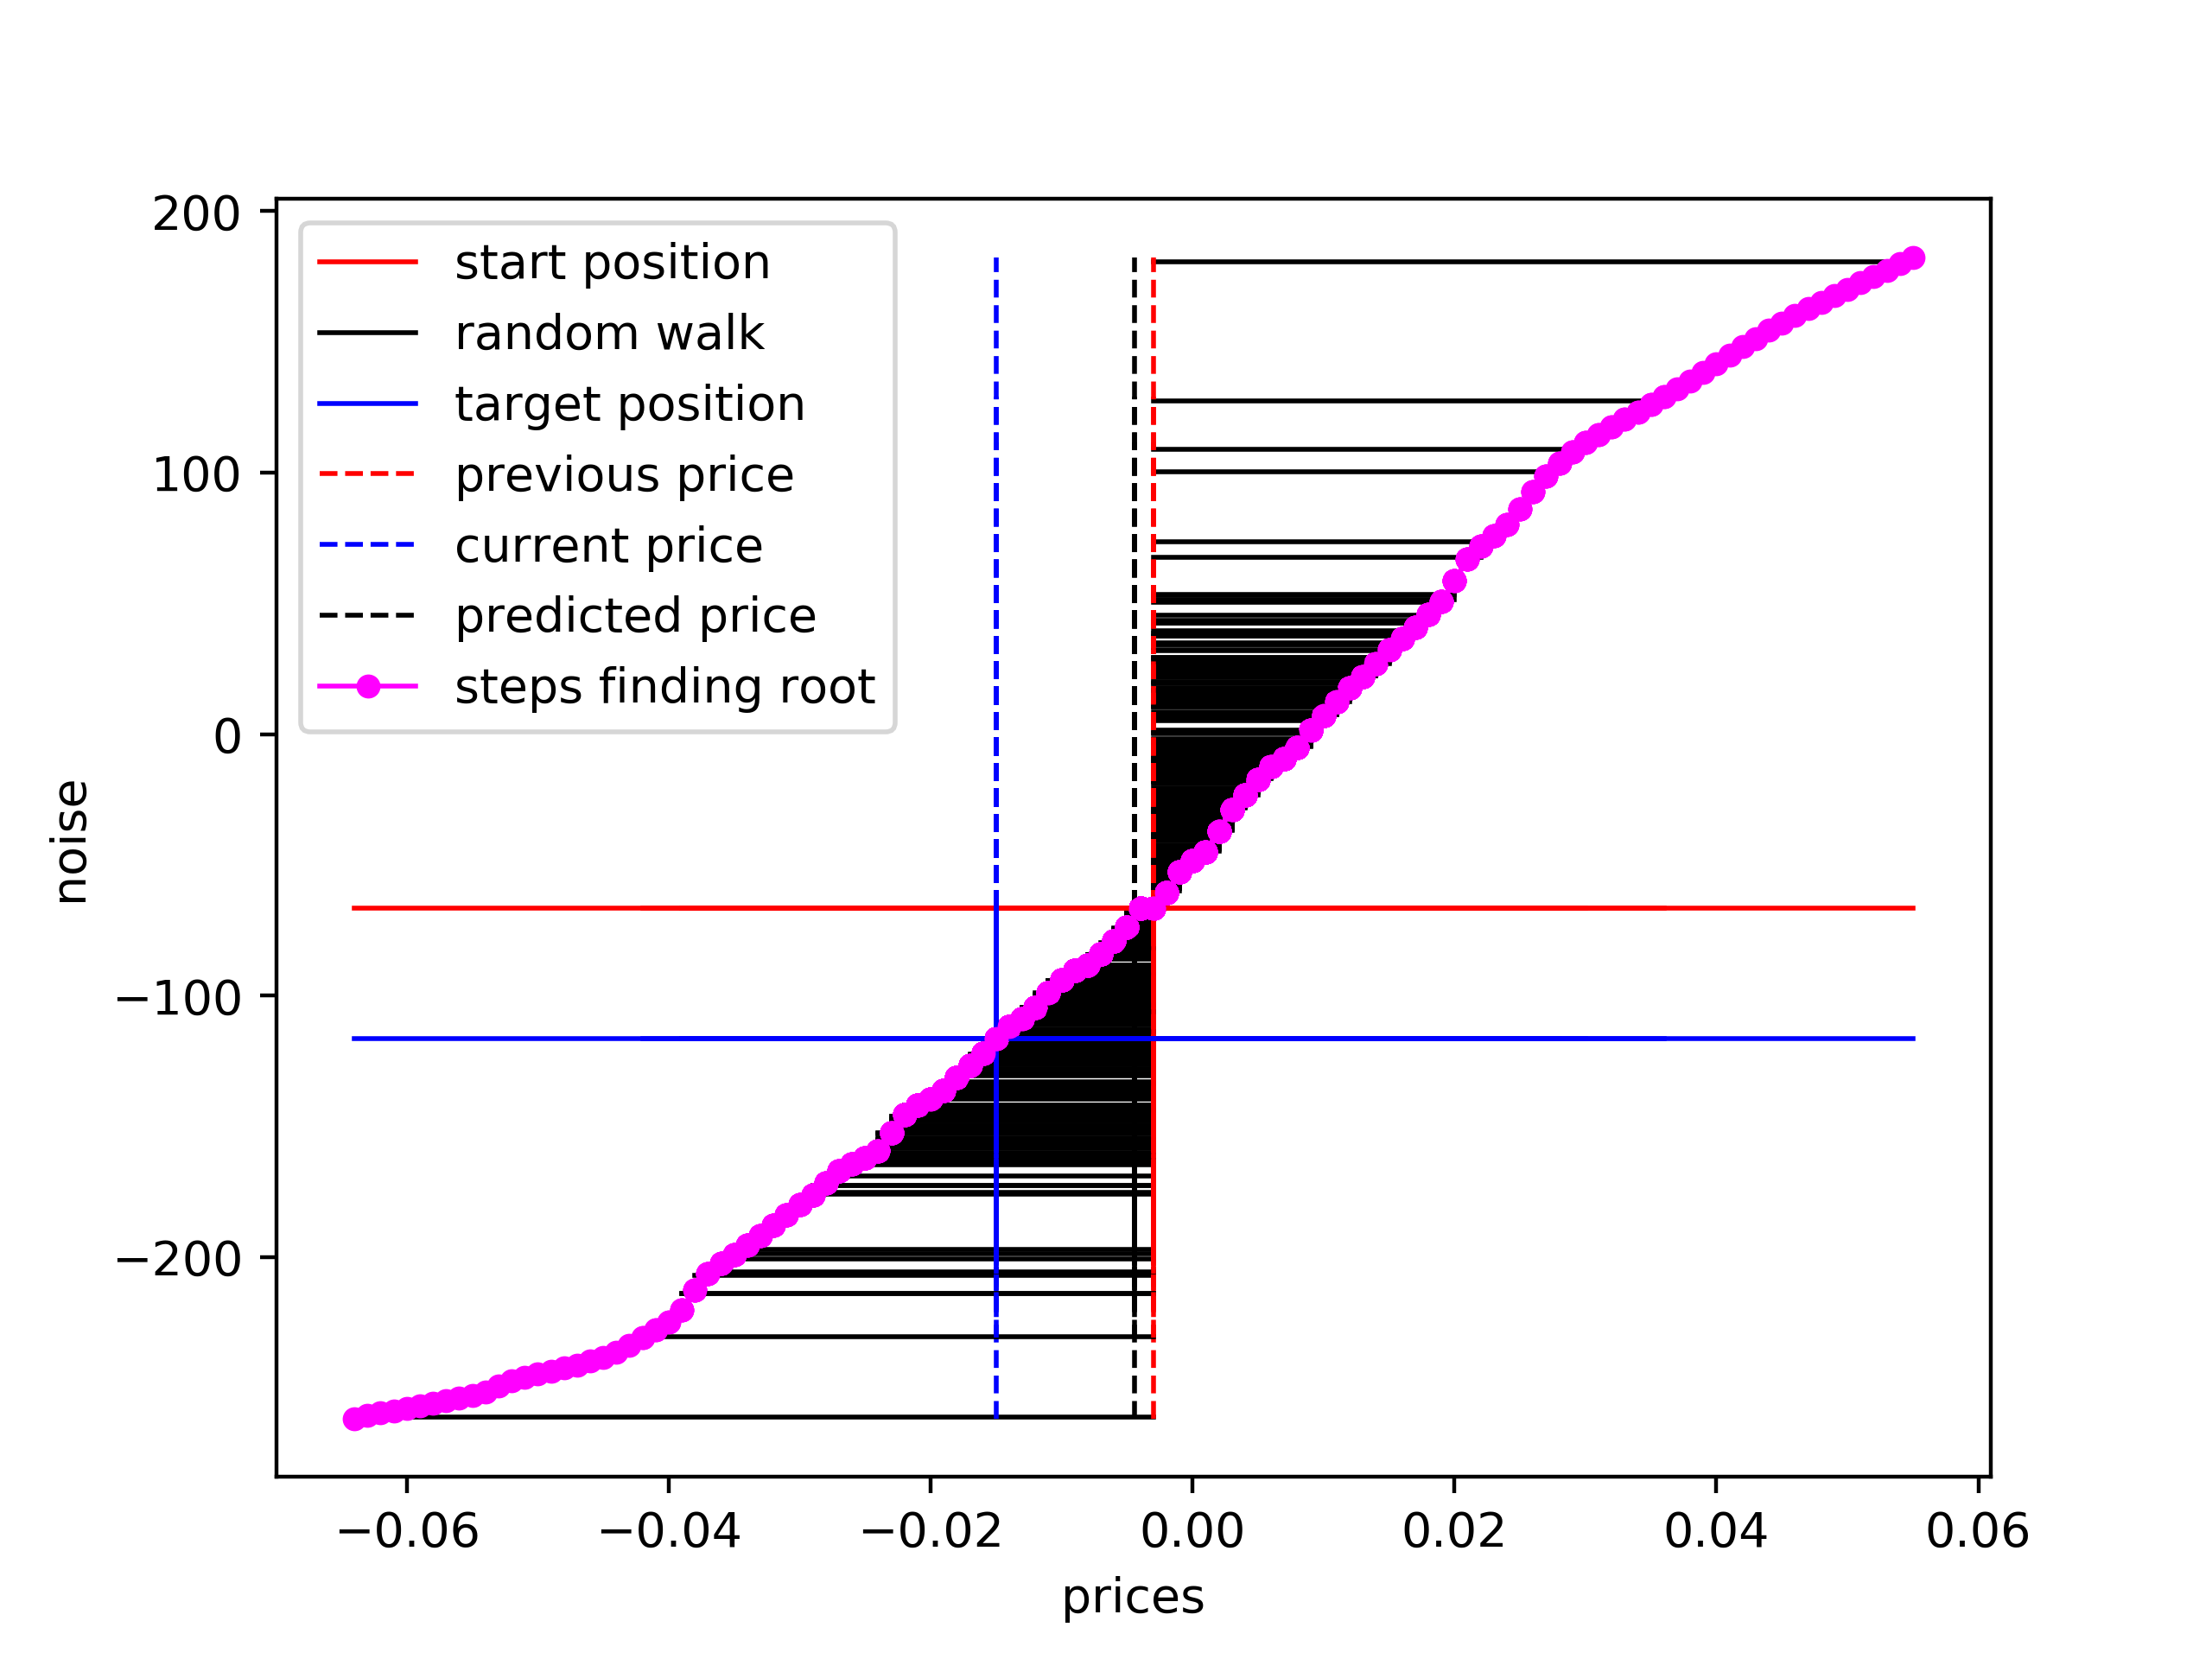 200
100
0
−100
−200
noise
start position
random walk
target position
previous price
current price
predicted price
steps finding root
−0.06 −0.04 −0.02 0.00 0.02 0.04 0.06
prices